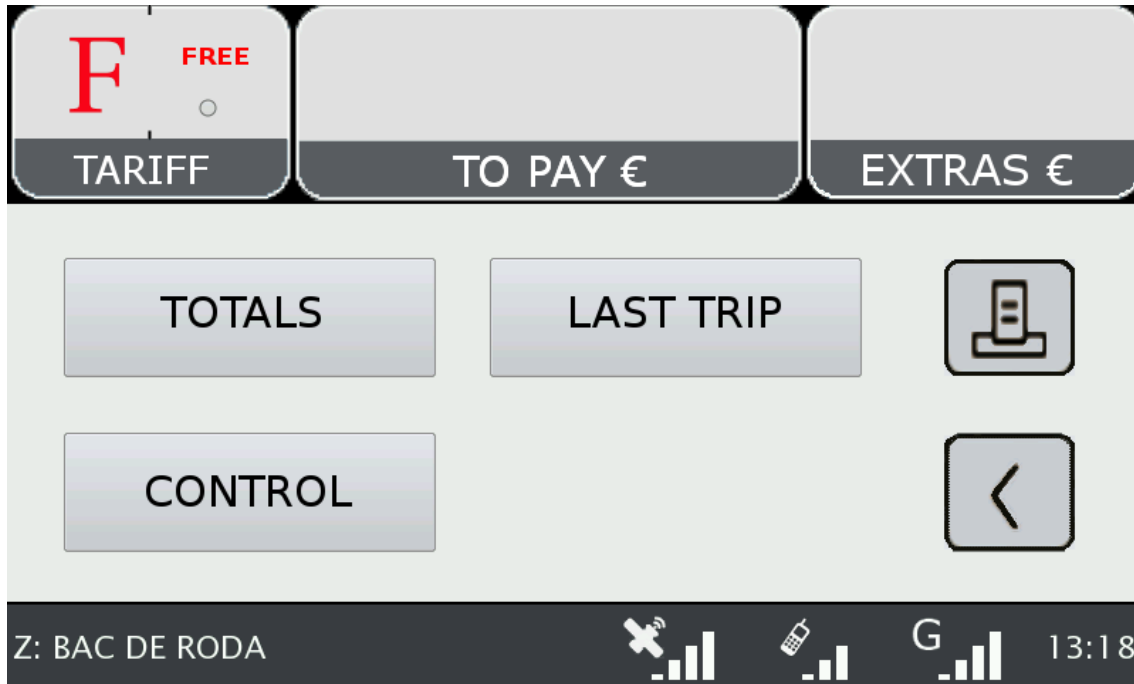 F FREE
TARIFF
TO PAY €
EXTRAS €
TOTALS
LAST TRIP
CONTROL
Z: BAC DE RODA
G
13:18